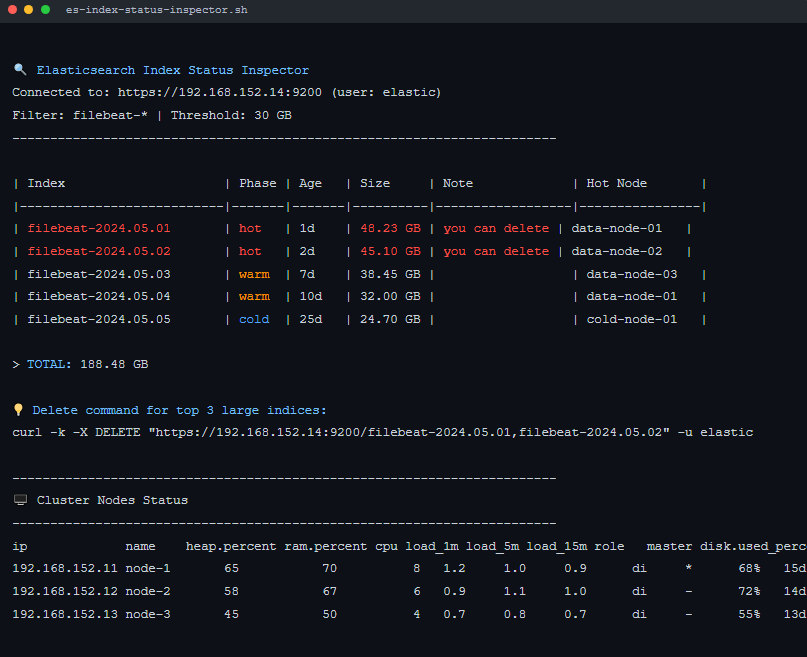 es-index-status-inspector.sh
🔍 Elasticsearch Index Status Inspector
Connected to: https://192.168.152.14:9200 (user: elastic)
Filter: filebeat-* | Threshold: 30 GB
------------------------------------------------------------------------
| Index                          | Phase | Age   | Size     | Note              | Hot Node       |
|---------------------------|-------|-------|----------|------------------|----------------|
| filebeat-2024.05.01       | hot   | 1d    | 48.23 GB | you can delete | data-node-01   |
| filebeat-2024.05.02       | hot   | 2d    | 45.10 GB | you can delete | data-node-02   |
| filebeat-2024.05.03       | warm  | 7d    | 38.45 GB |                  | data-node-03   |
| filebeat-2024.05.04       | warm  | 10d   | 32.00 GB |                  | data-node-01   |
| filebeat-2024.05.05       | cold  | 25d   | 24.70 GB |                  | cold-node-01   |
> TOTAL: 188.48 GB
💡 Delete command for top 3 large indices:
curl -k -X DELETE "https://192.168.152.14:9200/filebeat-2024.05.01,filebeat-2024.05.02" -u elastic
------------------------------------------------------------------------
🖥 Cluster Nodes Status
------------------------------------------------------------------------
ip             name    heap.percent ram.percent cpu load_1m load_5m load_15m role   master disk.used_perc
192.168.152.11 node-1       65           70          8   1.2     1.0     0.9      di     *      68%   15d
192.168.152.12 node-2       58           67          6   0.9     1.1     1.0      di     -      72%   14d
192.168.152.13 node-3       45           50          4   0.7     0.8     0.7      di     -      55%   13d